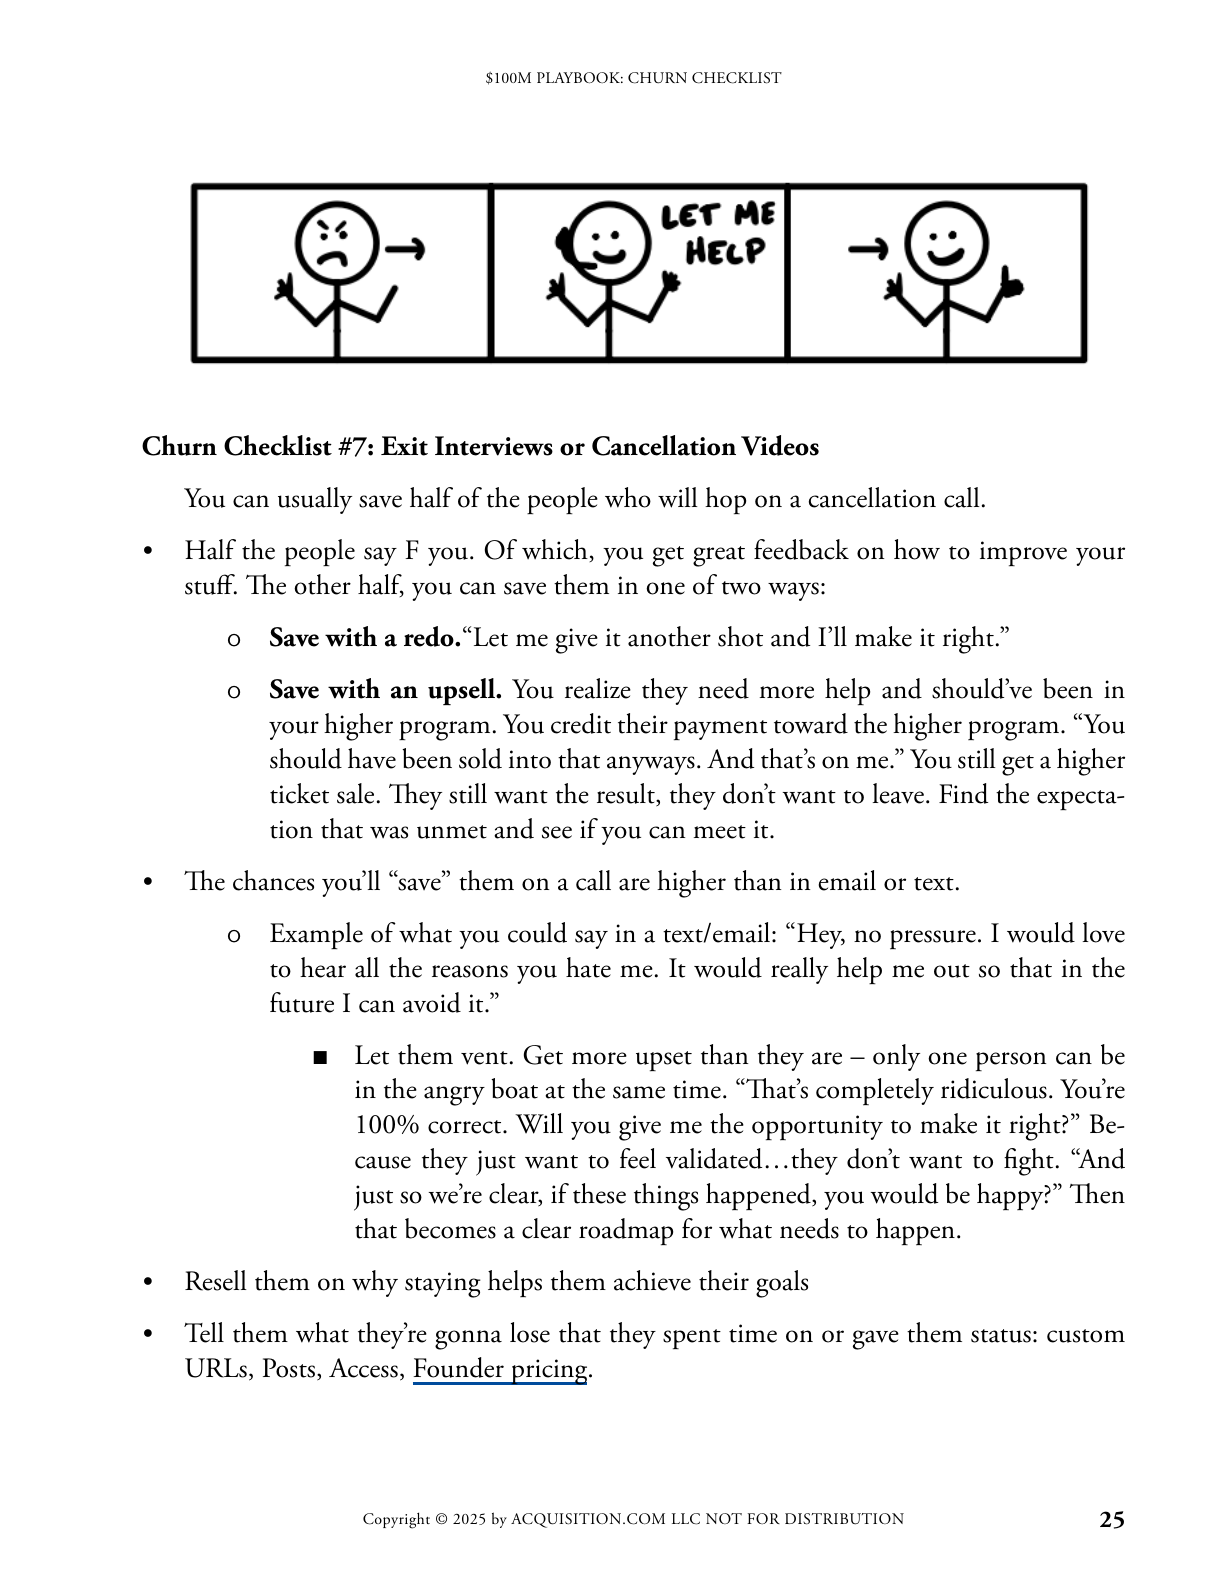 $100M PLAYBOOK: CHURN CHECKLIST
LET ME
HELP
Churn Checklist #7: Exit Interviews or Cancellation Videos
You can usually save half of the people who will hop on a cancellation call.
• Half the people say F you. Of which, you get great feedback on how to improve your
stuff. The other half, you can save them in one of two ways:
o Save with a redo.“Let me give it another shot and I’ll make it right.”
o Save with an upsell. You realize they need more help and should’ve been in
your higher program. You credit their payment toward the higher program. “You
should have been sold into that anyways. And that’s on me.” You still get a higher
ticket sale. They still want the result, they don’t want to leave. Find the expecta-
tion that was unmet and see if you can meet it.
• The chances you’ll “save” them on a call are higher than in email or text.
o Example of what you could say in a text/email: “Hey, no pressure. I would love
to hear all the reasons you hate me. It would really help me out so that in the
future I can avoid it.”
■ Let them vent. Get more upset than they are – only one person can be
in the angry boat at the same time. “That’s completely ridiculous. You’re
100% correct. Will you give me the opportunity to make it right?” Be-
cause they just want to feel validated…they don’t want to fight. “And
just so we’re clear, if these things happened, you would be happy?” Then
that becomes a clear roadmap for what needs to happen.
• Resell them on why staying helps them achieve their goals
• Tell them what they’re gonna lose that they spent time on or gave them status: custom
URLs, Posts, Access, Founder pricing.
Copyright © 2025 by ACQUISITION.COM LLC NOT FOR DISTRIBUTION
25